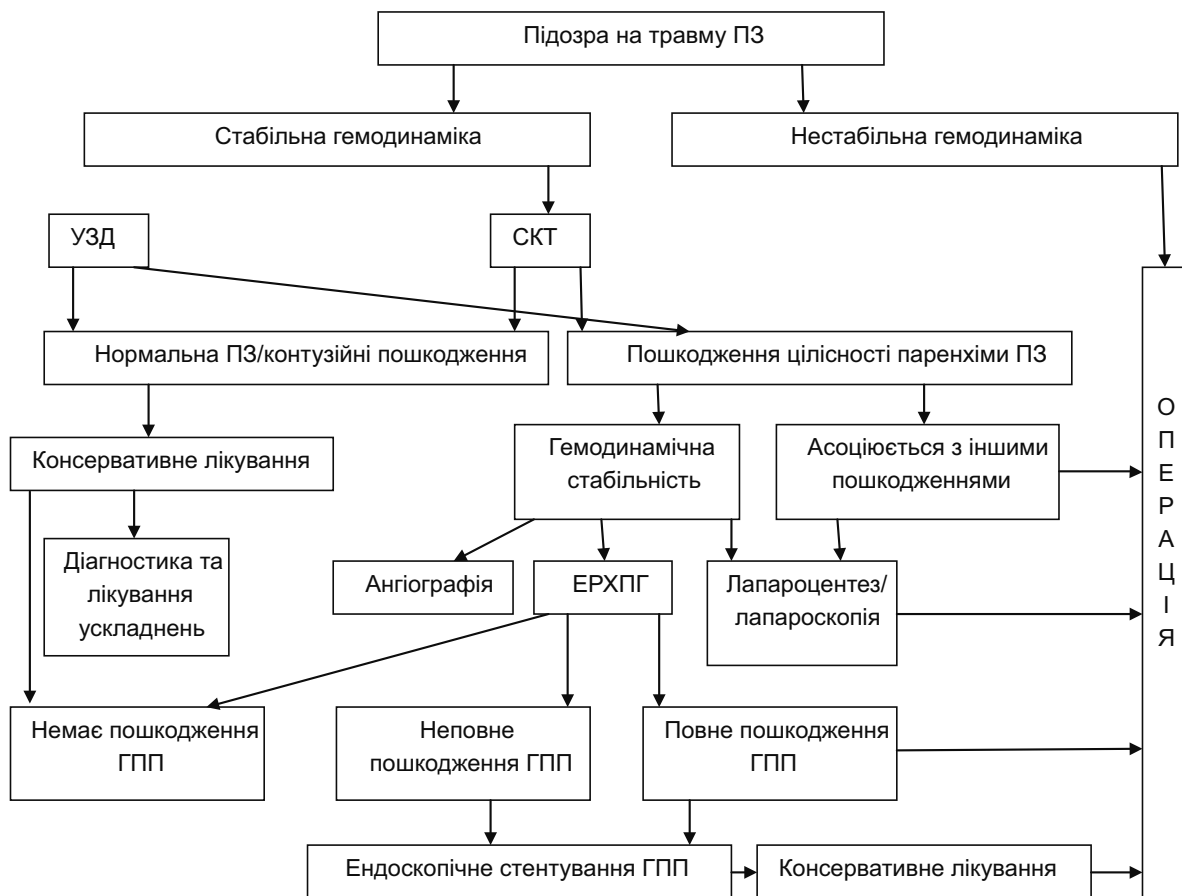 Підозра на травму ПЗ
Стабільна гемодинаміка
Нестабільна гемодинаміка
УЗД
СКТ
Нормальна ПЗ/контузійні пошкодження
Пошкодження цілісності паренхіми ПЗ
Консервативне лікування
Гемодинамічна
стабільність
Асоціюється з іншими
пошкодженнями
Діагностика та
лікування
ускладнень
Ангіографія
ЕРХПГ
Лапароцентез/
лапароскопія
Немає пошкодження
ГПП
Неповне
пошкодження ГПП
Повне пошкодження
ГПП
Ендоскопічне стентування ГПП
Консервативне лікування
О
П
Е
Р
А
Ц
І
Я